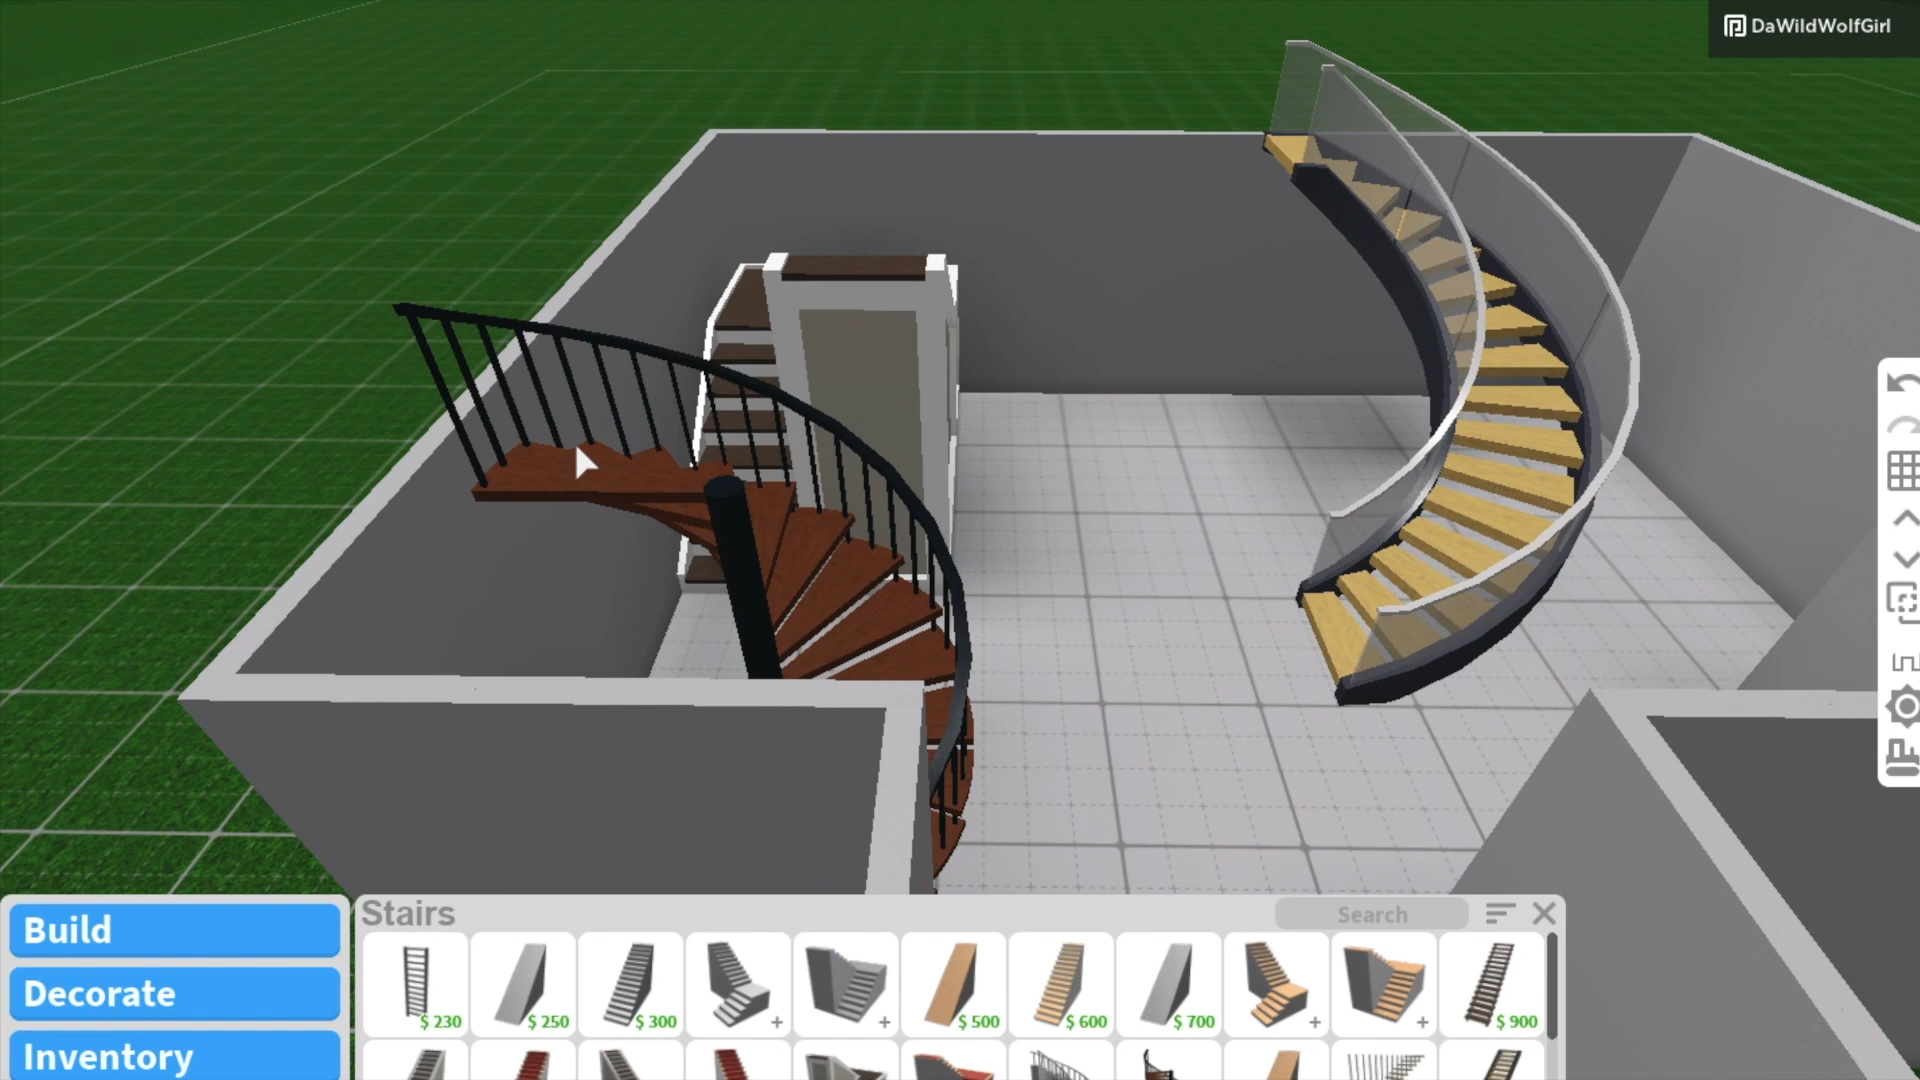 DaWildWolfGirl
Build
Decorate
Inventory
Stairs
Search
$ 230
$ 250
$ 300
+
+
$ 500
$ 600
$ 700
+
+
$ 900